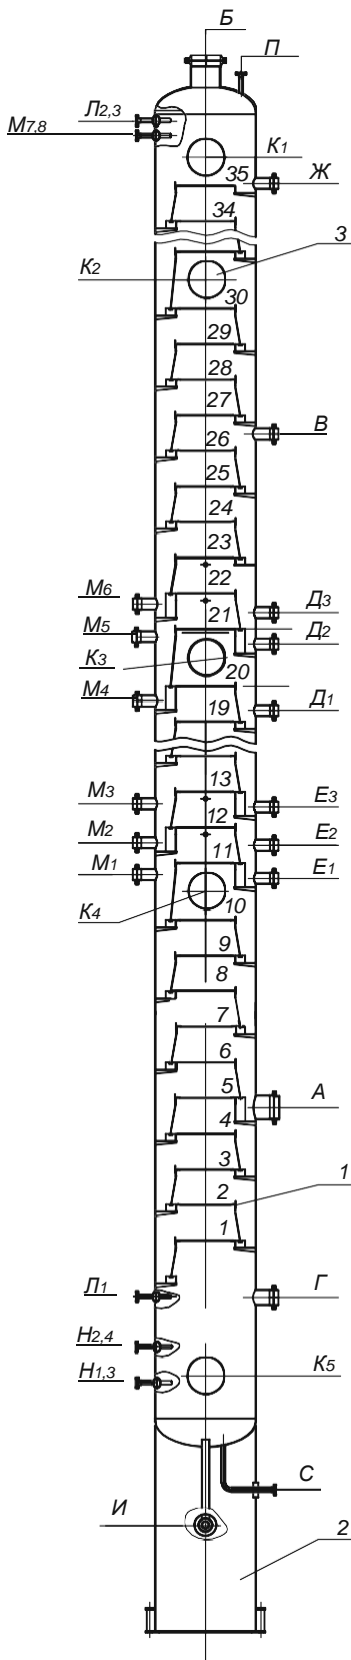 Б
П
Л2,3
М7,8
К1
35
Ж
34
К2
3
30
29
28
27
В
26
25
24
23
22
М6
21
Д3
М5
Д2
К3
20
М4
19
Д1
13
М3
Е3
12
М2
Е2
11
М1
Е1
К4
10
9
8
7
6
5
А
4
3
1
2
1
Л1
Г
Н2,4
Н1,3
К5
С
И
2